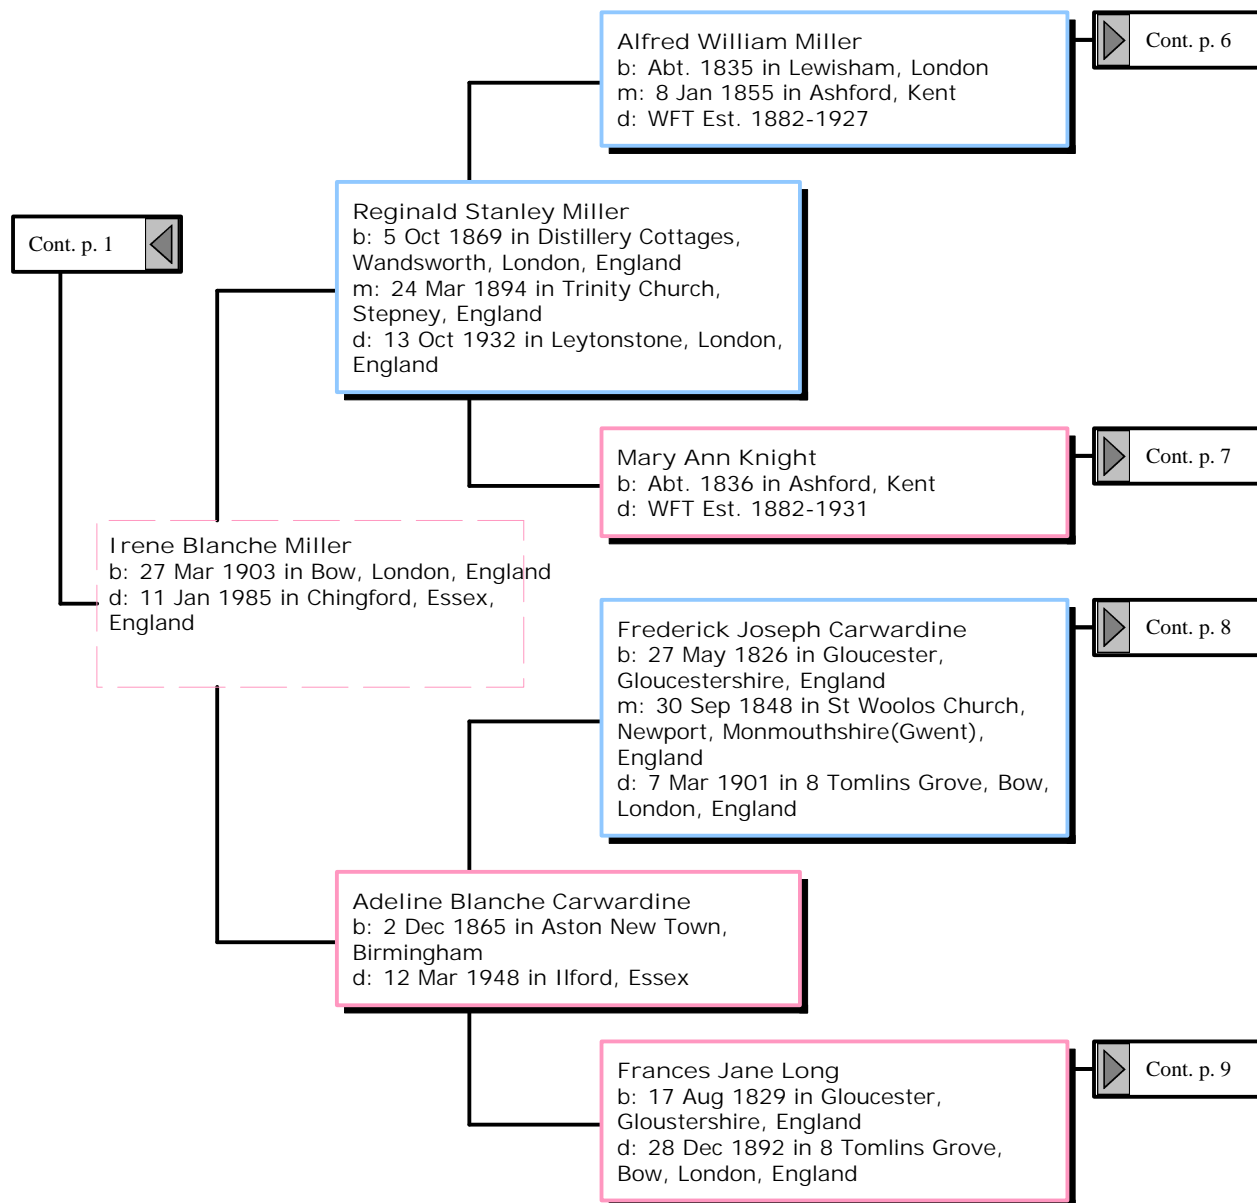 Alfred William Miller
b: Abt. 1835 in Lewisham, London
m: 8 Jan 1855 in Ashford, Kent
d: WFT Est. 1882-1927
Cont. p. 6
Reginald Stanley Miller
b: 5 Oct 1869 in Distillery Cottages,
Wandsworth, London, England
m: 24 Mar 1894 in Trinity Church,
Stepney, England
d: 13 Oct 1932 in Leytonstone, London,
England
Cont. p. 1
Mary Ann Knight
b: Abt. 1836 in Ashford, Kent
d: WFT Est. 1882-1931
Cont. p. 7
Irene Blanche Miller
b: 27 Mar 1903 in Bow, London, England
d: 11 Jan 1985 in Chingford, Essex,
England
Frederick Joseph Carwardine
b: 27 May 1826 in Gloucester,
Gloucestershire, England
m: 30 Sep 1848 in St Woolos Church,
Newport, Monmouthshire(Gwent),
England
d: 7 Mar 1901 in 8 Tomlins Grove, Bow,
London, England
Cont. p. 8
Adeline Blanche Carwardine
b: 2 Dec 1865 in Aston New Town,
Birmingham
d: 12 Mar 1948 in Ilford, Essex
Frances Jane Long
b: 17 Aug 1829 in Gloucester,
Gloustershire, England
d: 28 Dec 1892 in 8 Tomlins Grove,
Bow, London, England
Cont. p. 9